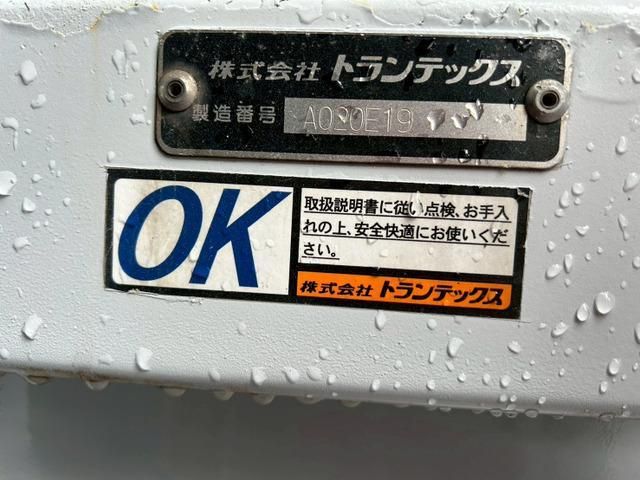 株式会社 トランテックス
製造番号 A020E19
OK
取扱説明書に従い点検、お手入
れの上、安全快適にお使いくだ
さい。
株式会社 トランテックス